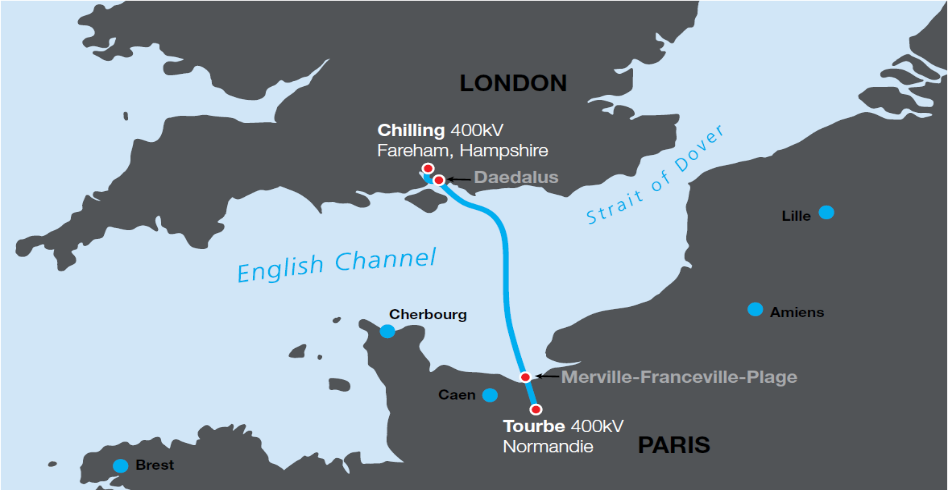 LONDON
Chilling 400kV
Fareham, Hampshire
Daedalus
Strait of Dover
Lille
English Channel
Cherbourg
Amiens
Merville-Franceville-Plage
Caen
Tourbe 400kV
Normandie
PARIS
Brest